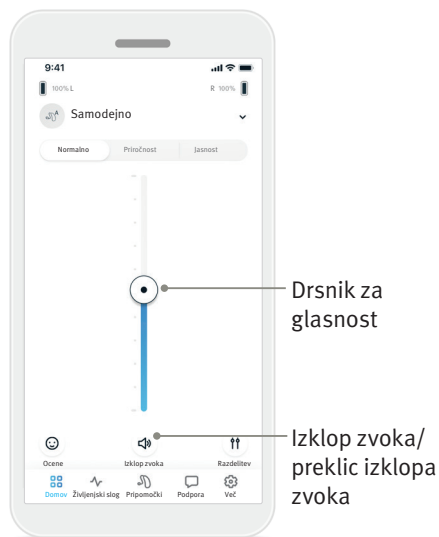 9:41
100% L
R 100%
Samodejno
Normalno
Priročnost
Jasnost
Drsnik za
glasnost
Izklop zvoka/
preklic izklopa
zvoka
Ocene
Izklop zvoka
Razdelitev
Domov
Življenjski slog
Pripomočki
Podpora
Več